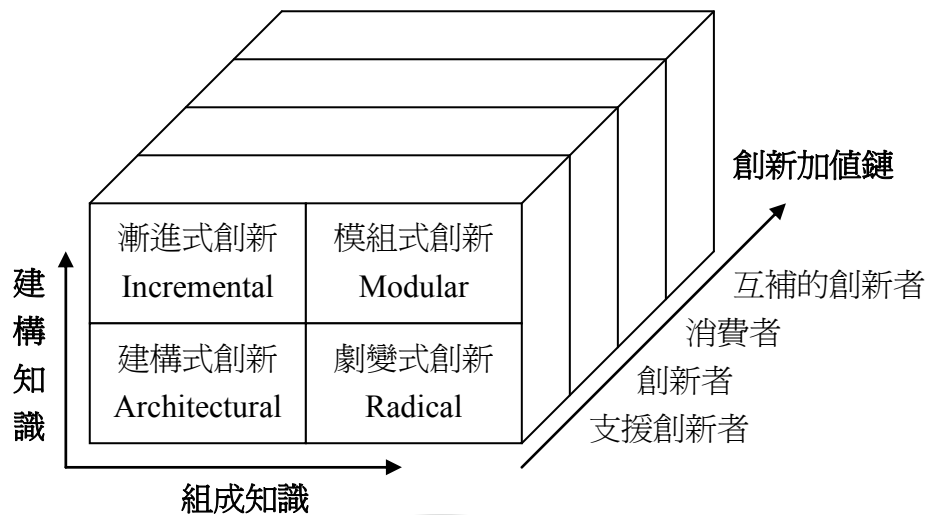 創新加值鏈
漸進式創新
Incremental
模組式創新
Modular
建構知識
建構式創新
Architectural
劇變式創新
Radical
互補的創新者
消費者
創新者
支援創新者
組成知識